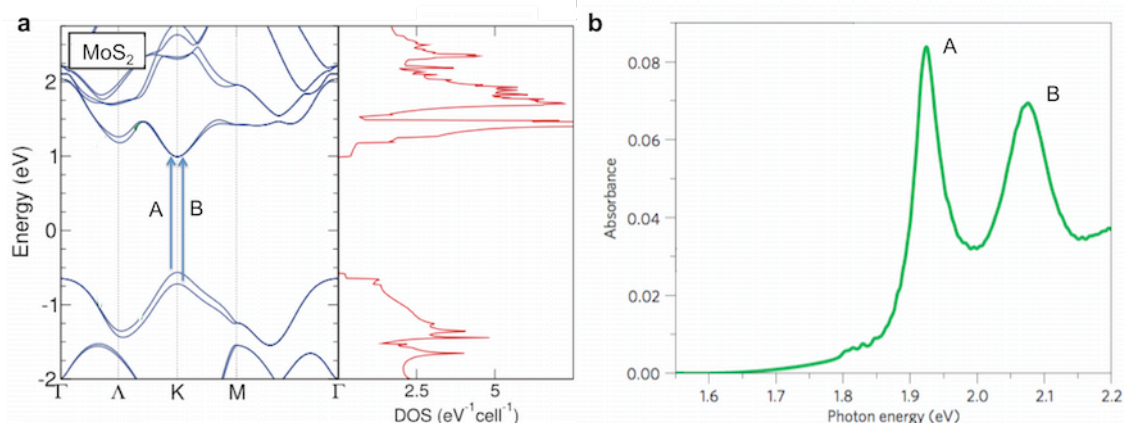 a
MoS₂
Energy (eV)
2
1
0
-1
-2
A
B
Γ
Λ
K
M
Γ
2.5
5
DOS (eV⁻¹cell⁻¹)
b
Absorbance
0.08
0.06
0.04
0.02
0.00
A
B
1.6
1.7
1.8
1.9
2.0
2.1
2.2
Photon energy (eV)